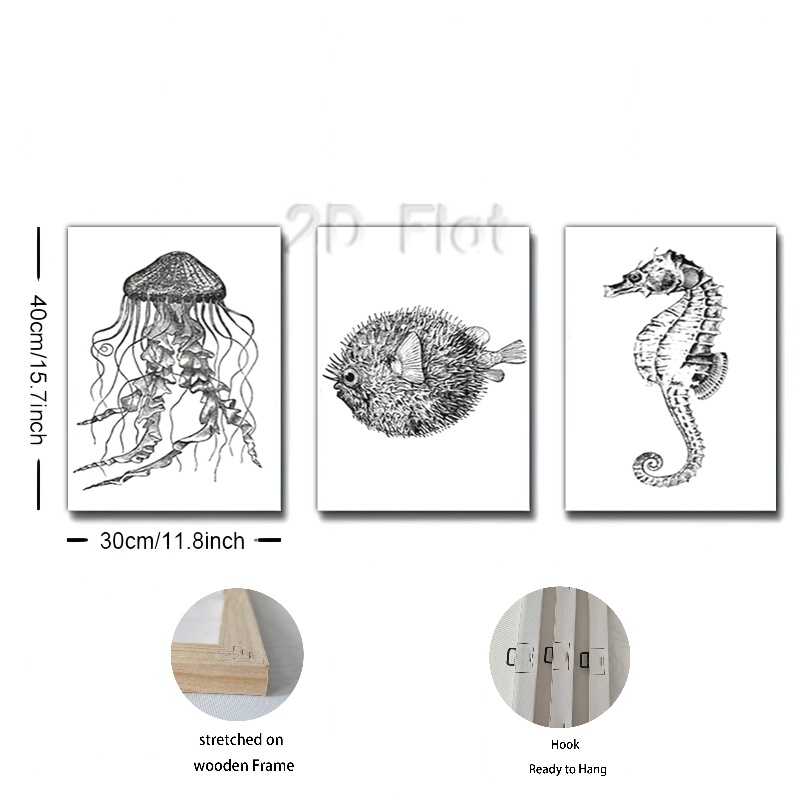 2D Flat
40cm/15.7inch
30cm/11.8inch
stretched on
wooden Frame
Hook
Ready to Hang